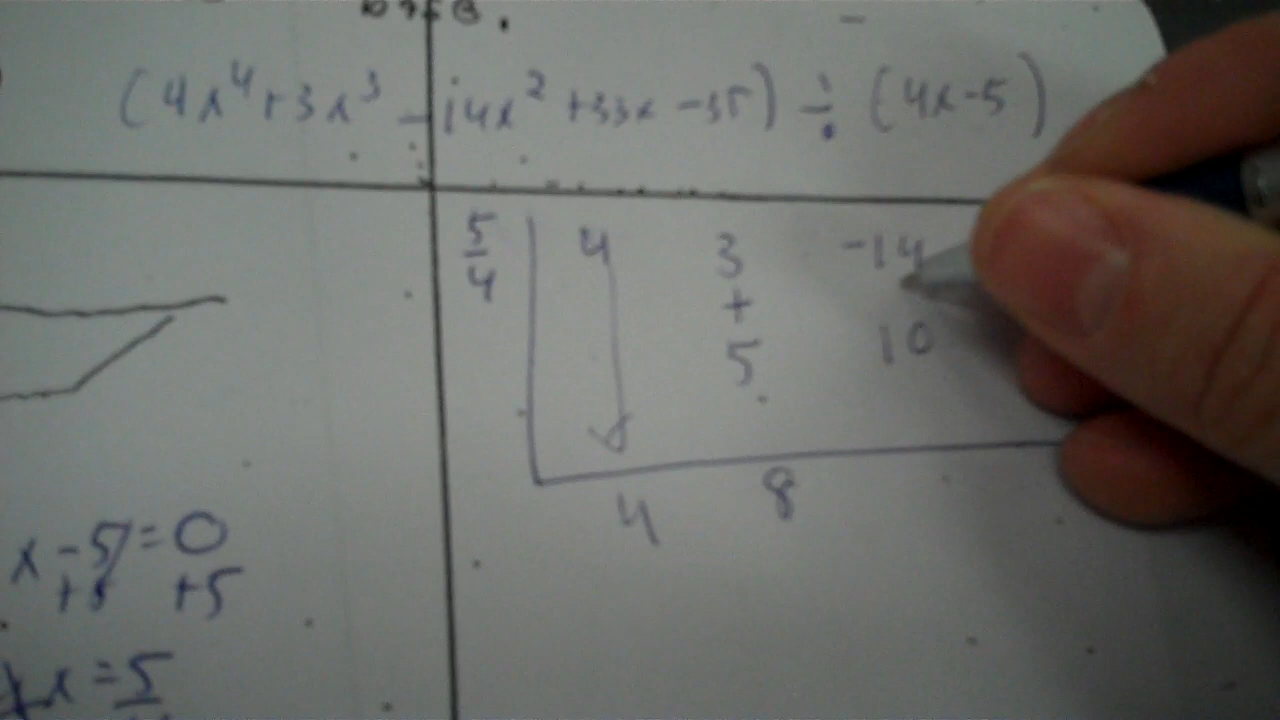 (4x⁴+3x³ -14x² +33x -35) ÷ (4x-5)
5/4 4 3 -14
+
5 10
4 8
x -5=0
+5 +5
x = 5